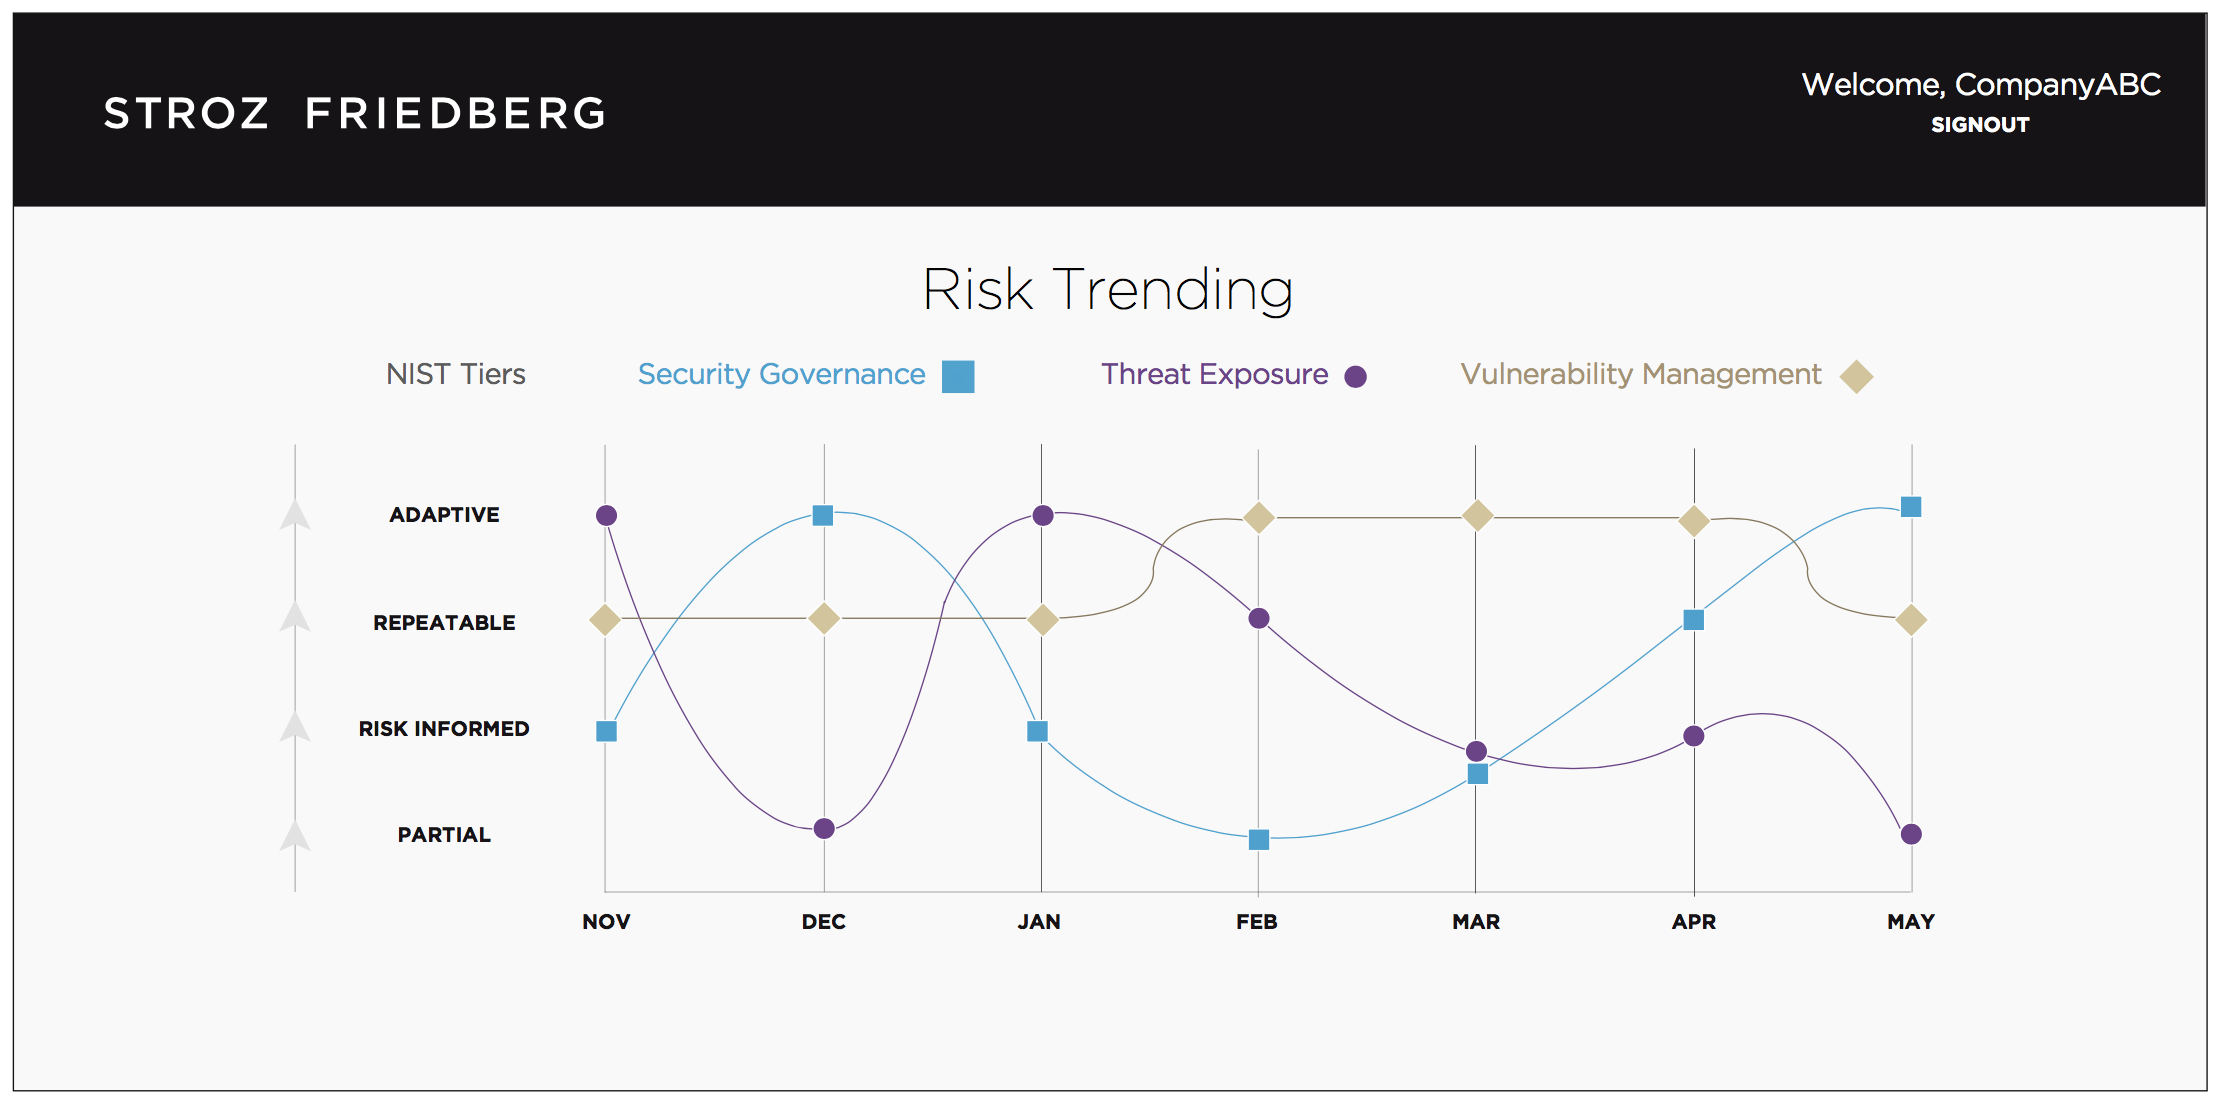 STROZ FRIEDBERG
Welcome, CompanyABC
SIGNOUT
Risk Trending
NIST Tiers
Security Governance
Threat Exposure
Vulnerability Management
ADAPTIVE
REPEATABLE
RISK INFORMED
PARTIAL
NOV DEC JAN FEB MAR APR MAY